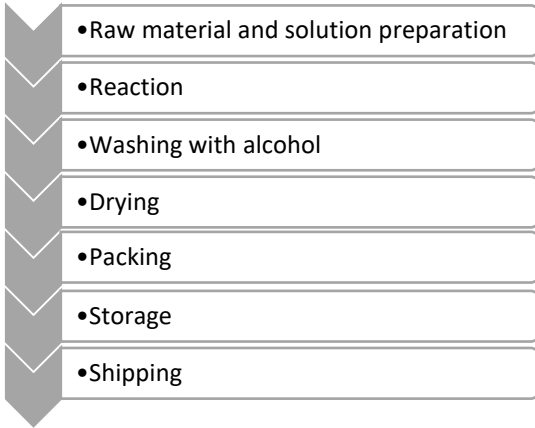 •Raw material and solution preparation
•Reaction
•Washing with alcohol
•Drying
•Packing
•Storage
•Shipping